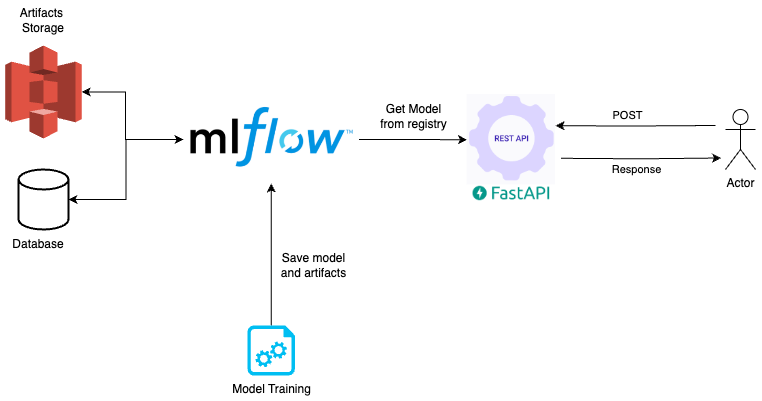 Artifacts
Storage
mlflow™
Get Model
from registry
REST API
FastAPI
POST
Response
Actor
Database
Save model
and artifacts
Model Training